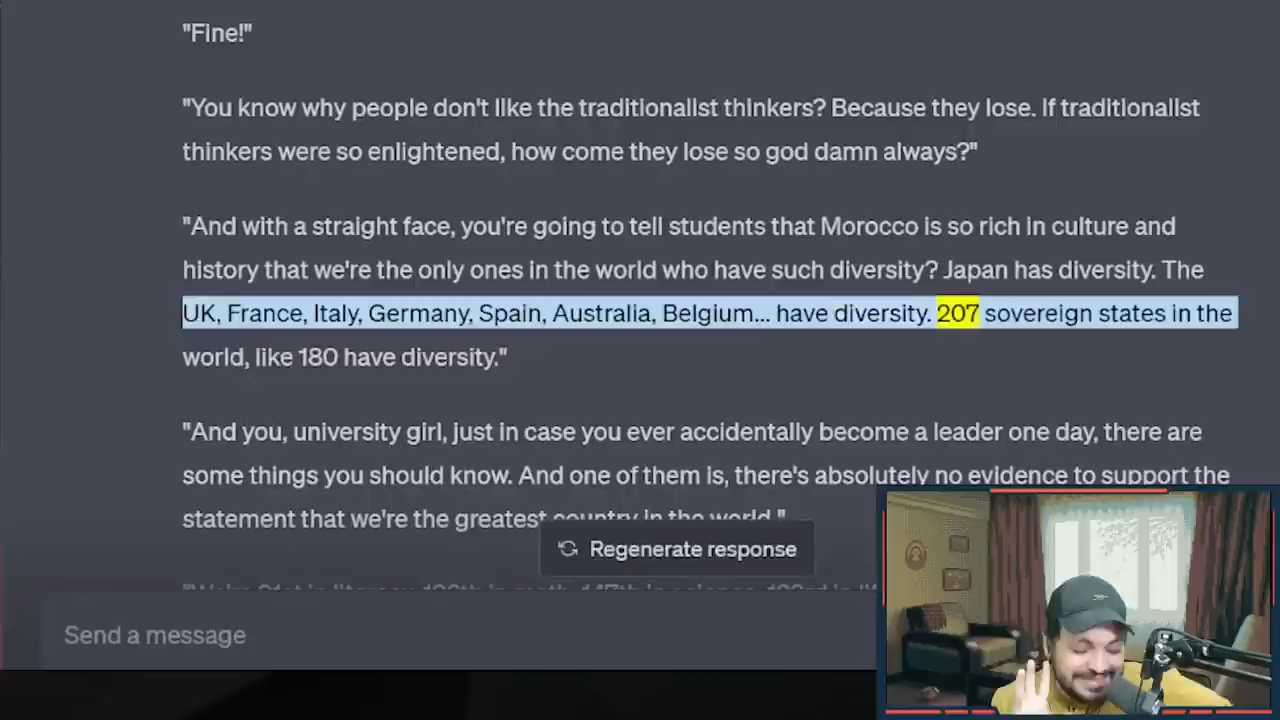 "Fine!"
"You know why people don't like the traditionalist thinkers? Because they lose. If traditionalist
thinkers were so enlightened, how come they lose so god damn always?"
"And with a straight face, you're going to tell students that Morocco is so rich in culture and
history that we're the only ones in the world who have such diversity? Japan has diversity. The
UK, France, Italy, Germany, Spain, Australia, Belgium... have diversity. 207 sovereign states in the
world, like 180 have diversity."
"And you, university girl, just in case you ever accidentally become a leader one day, there are
some things you should know. And one of them is, there's absolutely no evidence to support the
statement that we're the greatest country in the world."
Regenerate response
Send a message